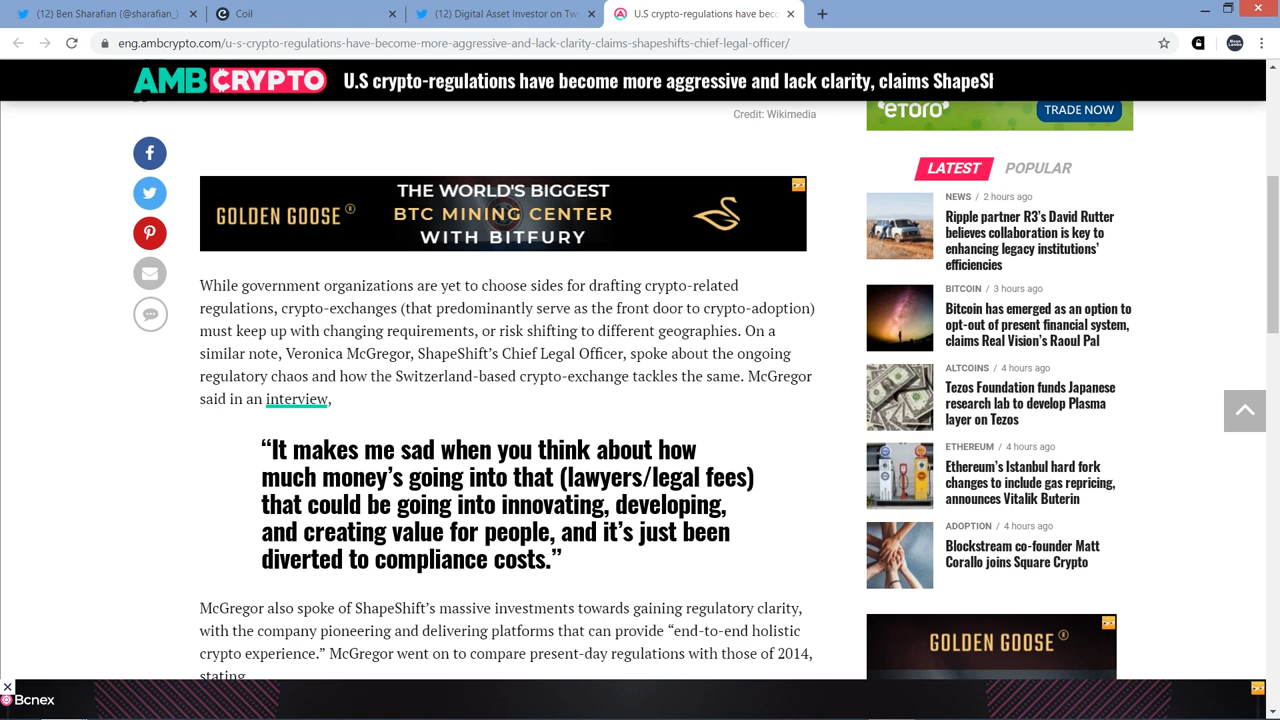 (12) Ben Sharafian (@sharafian_
Coil
(12) Digital Asset Investor on Tw
U.S crypto-regulations have bec
eng.ambcrypto.com/u-s-crypto-regulations-have-become-more-aggressive-and-lack-clarity-claims-shapeshifts-chief-legal-officer/
AMBCRYPTO
U.S crypto-regulations have become more aggressive and lack clarity, claims ShapeSl
Credit: Wikimedia
THE WORLD'S BIGGEST
GOLDEN GOOSE®
BTC MINING CENTER
WITH BITFURY
While government organizations are yet to choose sides for drafting crypto-related
regulations, crypto-exchanges (that predominantly serve as the front door to crypto-adoption)
must keep up with changing requirements, or risk shifting to different geographies. On a
similar note, Veronica McGregor, ShapeShift’s Chief Legal Officer, spoke about the ongoing
regulatory chaos and how the Switzerland-based crypto-exchange tackles the same. McGregor
said in an interview,
“It makes me sad when you think about how
much money’s going into that (lawyers/legal fees)
that could be going into innovating, developing,
and creating value for people, and it’s just been
diverted to compliance costs.”
McGregor also spoke of ShapeShift’s massive investments towards gaining regulatory clarity,
with the company pioneering and delivering platforms that can provide “end-to-end holistic
crypto experience.” McGregor went on to compare present-day regulations with those of 2014,
stating
eToro
TRADE NOW
LATEST
POPULAR
NEWS / 2 hours ago
Ripple partner R3’s David Rutter
believes collaboration is key to
enhancing legacy institutions’
efficiencies
BITCOIN / 3 hours ago
Bitcoin has emerged as an option to
opt-out of present financial system,
claims Real Vision’s Raoul Pal
ALTCOINS / 4 hours ago
Tezos Foundation funds Japanese
research lab to develop Plasma
layer on Tezos
ETHEREUM / 4 hours ago
Ethereum’s Istanbul hard fork
changes to include gas repricing,
announces Vitalik Buterin
ADOPTION / 4 hours ago
Blockstream co-founder Matt
Corallo joins Square Crypto
GOLDEN GOOSE®
Bcnex